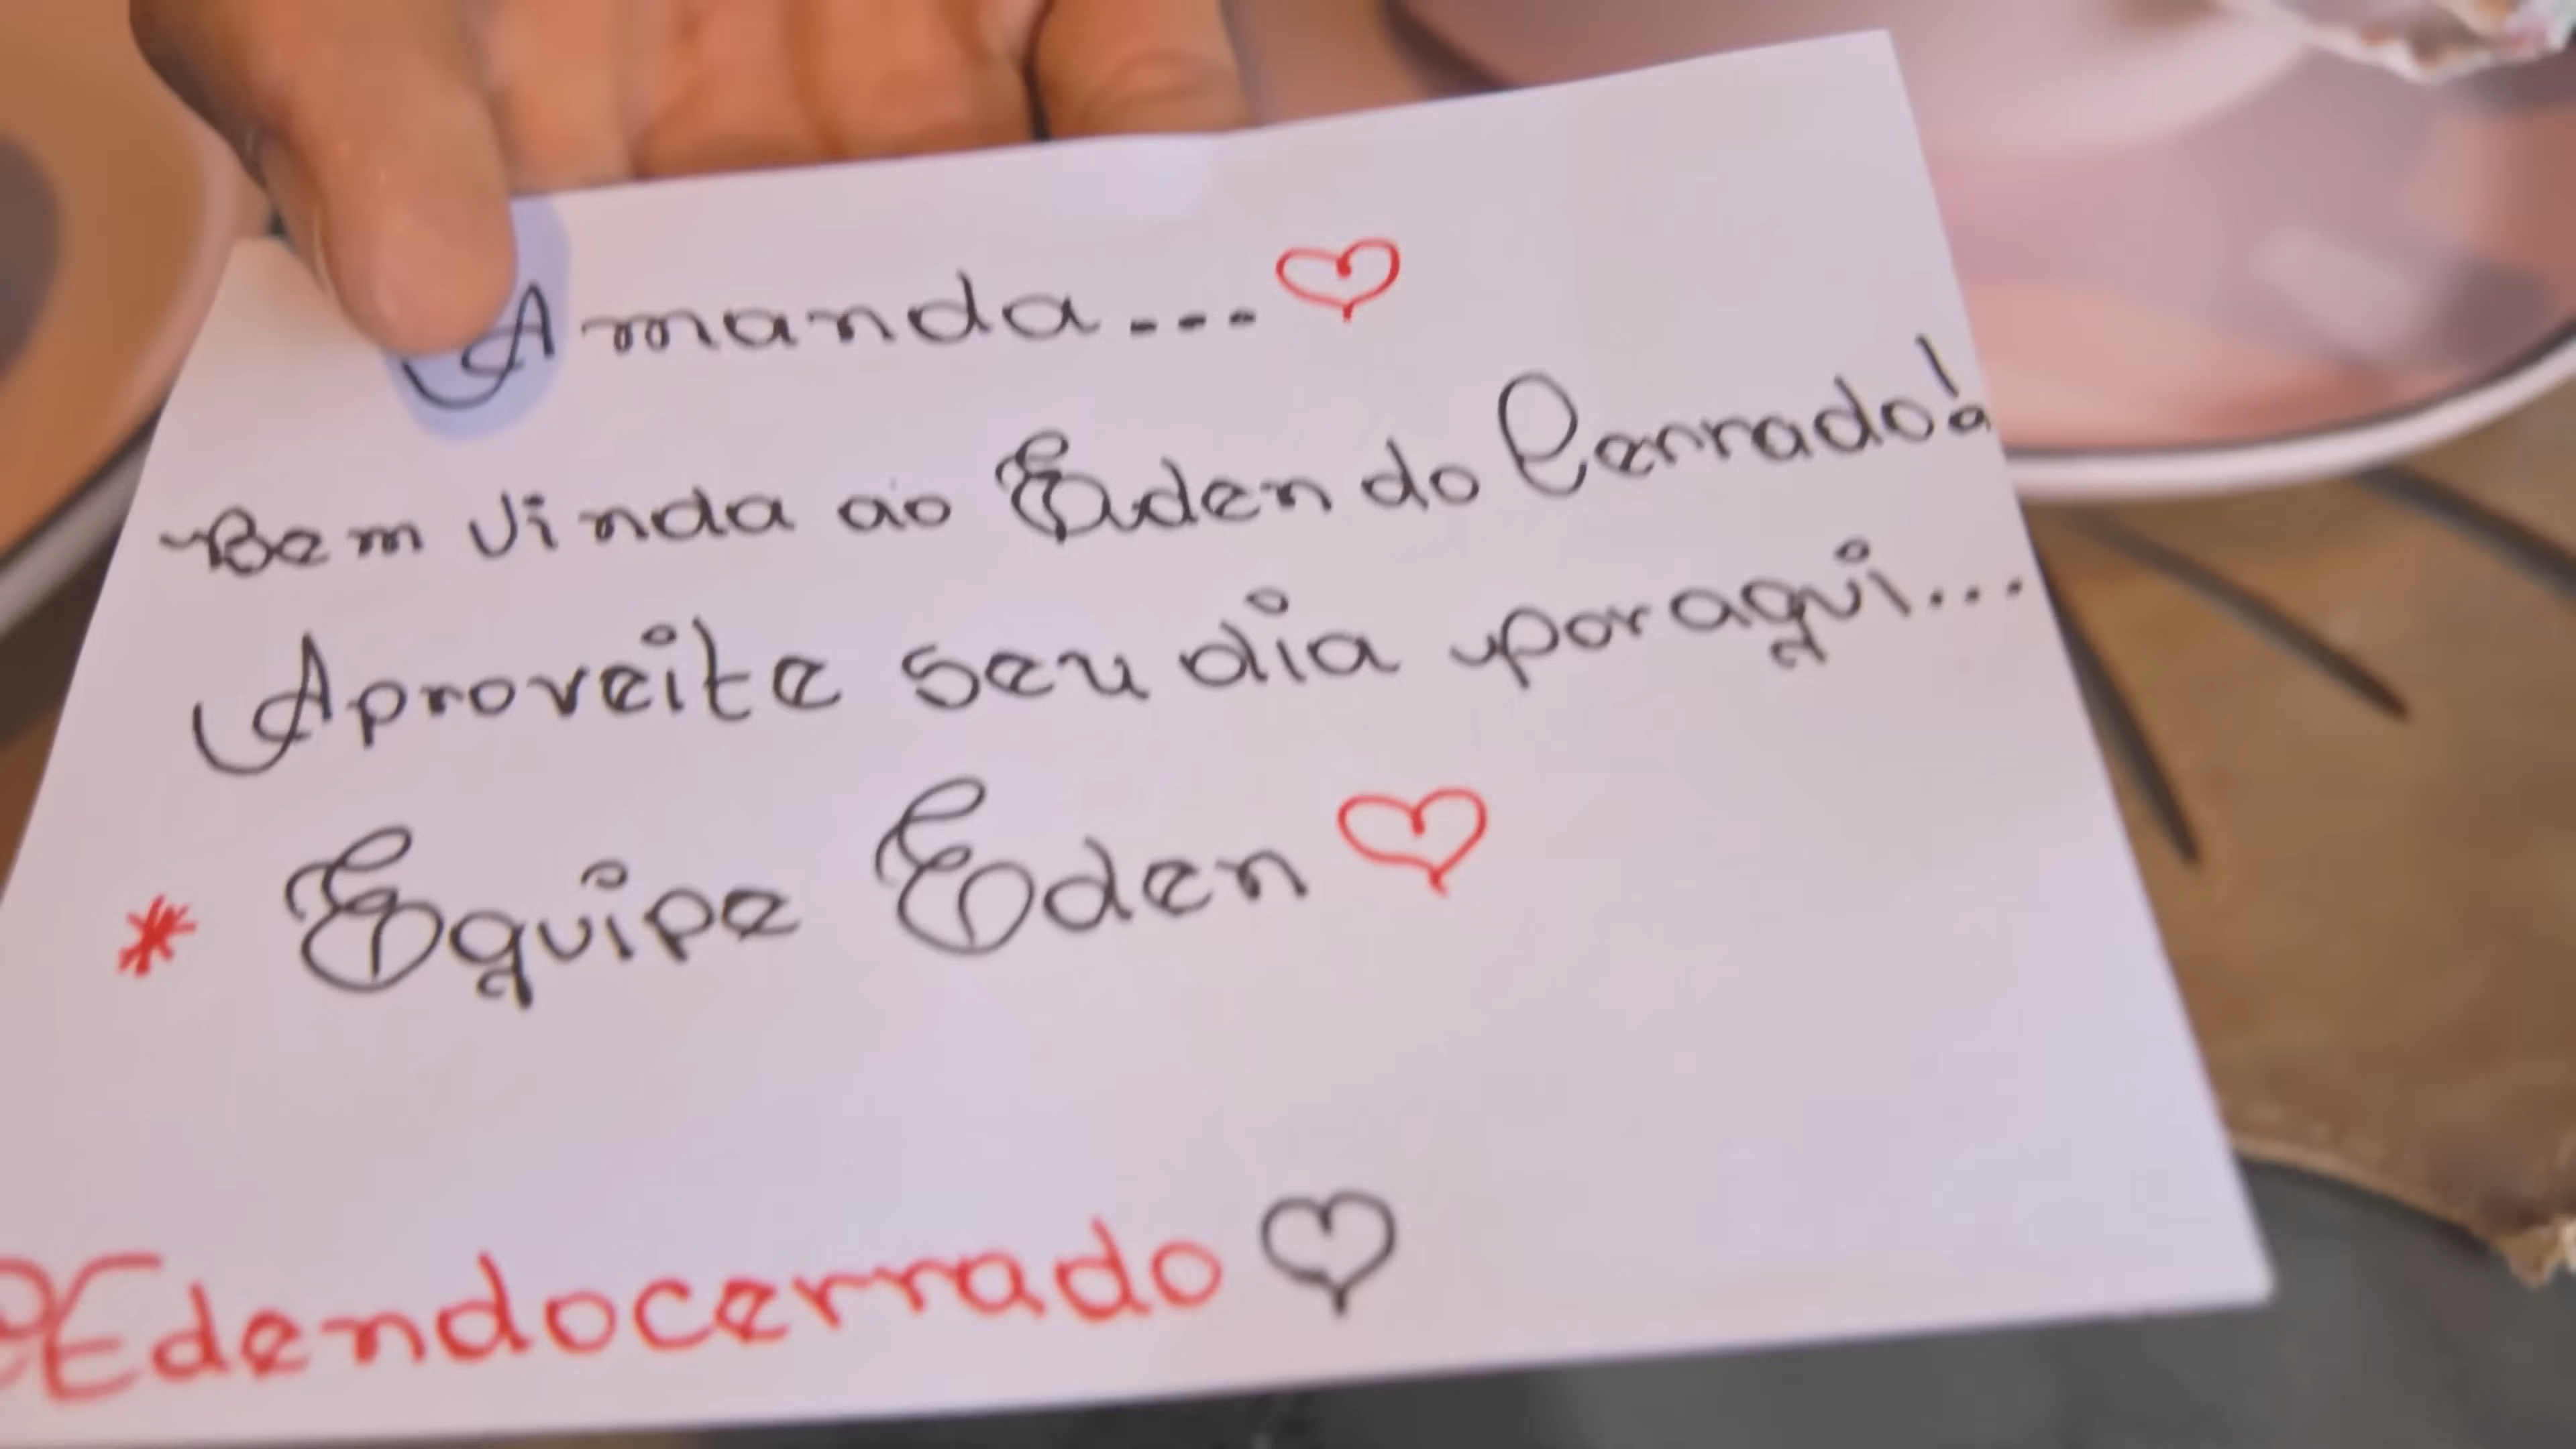 Amanda...♡
Bem vinda ao Eden do Cerrado!
Aproveite seu dia por aqui...
* Equipe Eden ♡
@Edendocerrado ♡